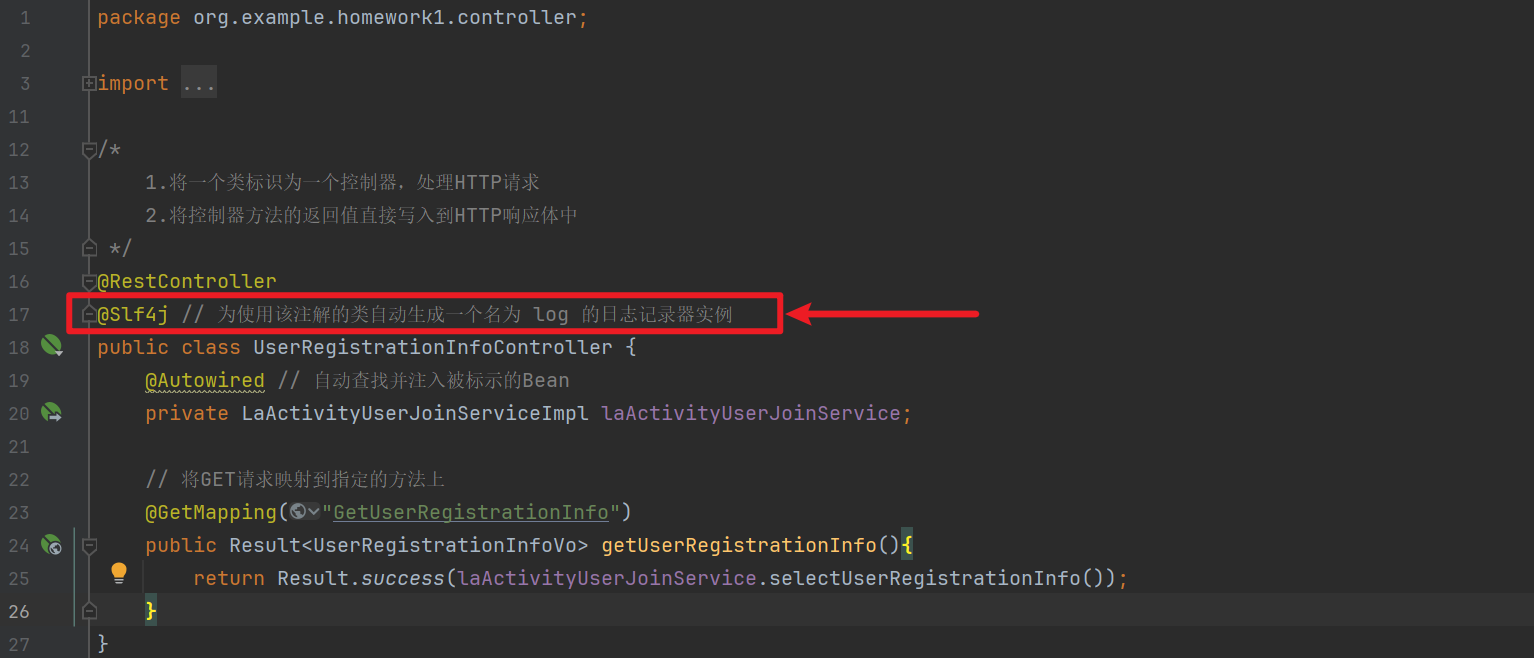 1 package org.example.homework1.controller;
2
3 import ...
11
12 /*
13 1.将一个类标识为一个控制器，处理HTTP请求
14 2.将控制器方法的返回值直接写入到HTTP响应体中
15 */
16 @RestController
17 @Slf4j // 为使用该注解的类自动生成一个名为 log 的日志记录器实例
18 public class UserRegistrationInfoController {
19 @Autowired // 自动查找并注入被标示的Bean
20 private LaActivityUserJoinServiceImpl laActivityUserJoinService;
21
22 // 将GET请求映射到指定的方法上
23 @GetMapping("GetUserRegistrationInfo")
24 public Result<UserRegistrationInfoVo> getUserRegistrationInfo(){
25 return Result.success(laActivityUserJoinService.selectUserRegistrationInfo());
26 }
27 }